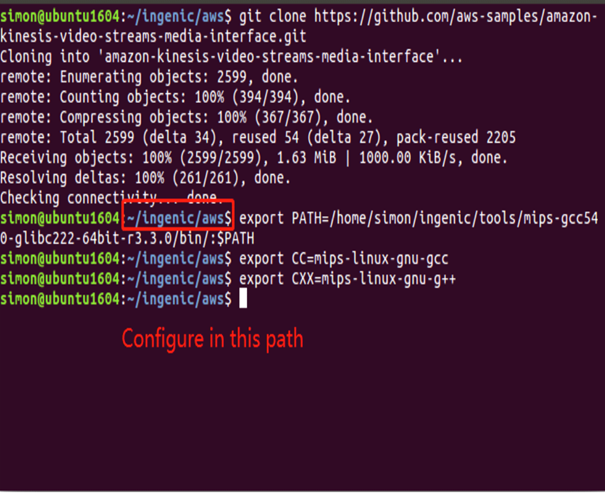 simon@ubuntu1604:~/ingenic/aws$ git clone https://github.com/aws-samples/amazon-
kinesis-video-streams-media-interface.git
Cloning into 'amazon-kinesis-video-streams-media-interface'...
remote: Enumerating objects: 2599, done.
remote: Counting objects: 100% (394/394), done.
remote: Compressing objects: 100% (367/367), done.
remote: Total 2599 (delta 34), reused 54 (delta 27), pack-reused 2205
Receiving objects: 100% (2599/2599), 1.63 MiB | 1000.00 KiB/s, done.
Resolving deltas: 100% (261/261), done.
Checking connectivity... done.
simon@ubuntu1604:~/ingenic/aws$ export PATH=/home/simon/ingenic/tools/mips-gcc54
0-glibc222-64bit-r3.3.0/bin/:$PATH
simon@ubuntu1604:~/ingenic/aws$ export CC=mips-linux-gnu-gcc
simon@ubuntu1604:~/ingenic/aws$ export CXX=mips-linux-gnu-g++
simon@ubuntu1604:~/ingenic/aws$
Configure in this path